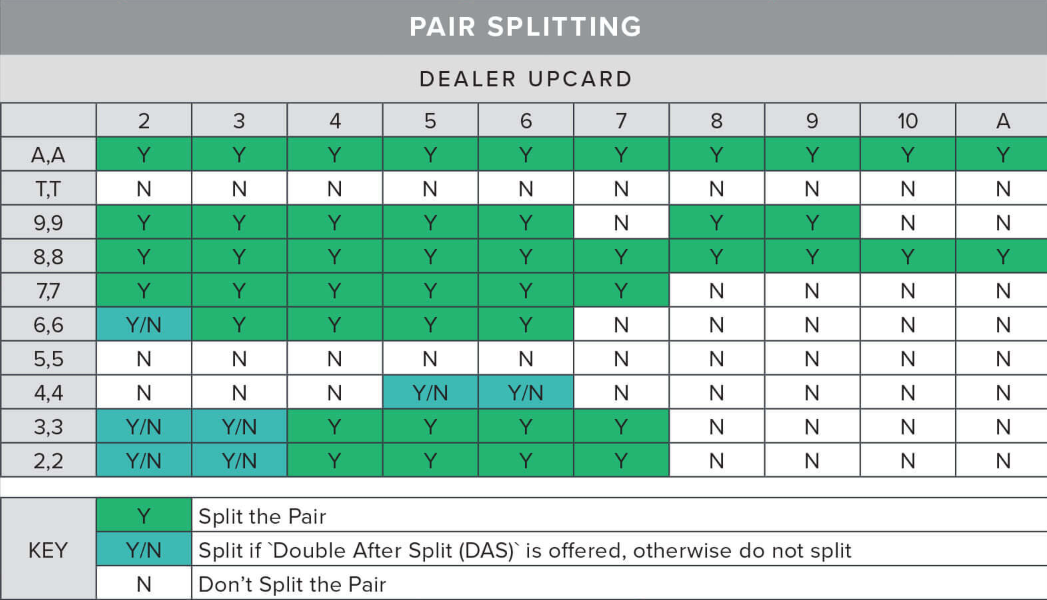 PAIR SPLITTING
DEALER UPCARD
2 3 4 5 6 7 8 9 10 A
A,A Y Y Y Y Y Y Y Y Y Y
T,T N N N N N N N N N N
9,9 Y Y Y Y Y N Y Y N N
8,8 Y Y Y Y Y Y Y Y Y Y
7,7 Y Y Y Y Y Y N N N N
6,6 Y/N Y Y Y Y N N N N N
5,5 N N N N N N N N N N
4,4 N N N Y/N Y/N N N N N N
3,3 Y/N Y/N Y Y Y Y N N N N
2,2 Y/N Y/N Y Y Y Y N N N N
KEY
Y Split the Pair
Y/N Split if `Double After Split (DAS)` is offered, otherwise do not split
N Don’t Split the Pair